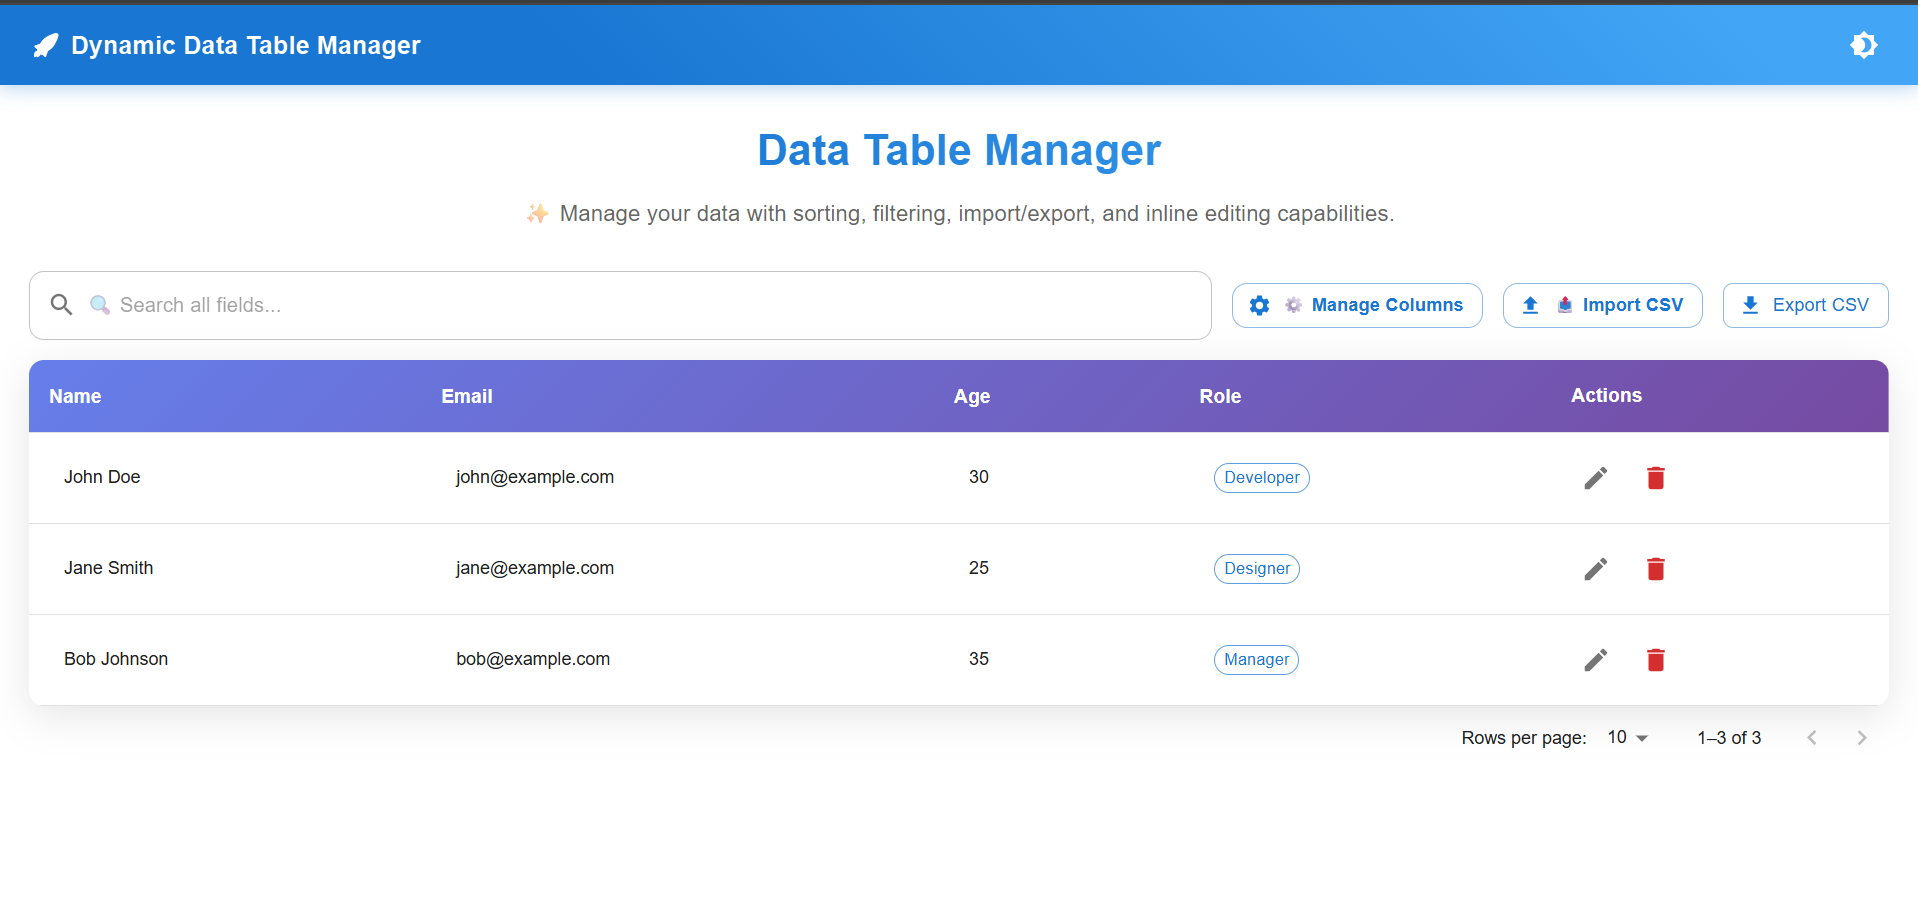 Dynamic Data Table Manager
Data Table Manager
✨ Manage your data with sorting, filtering, import/export, and inline editing capabilities.
🔍 Search all fields... ⚙️ Manage Columns 📤 Import CSV Export CSV
Name Email Age Role Actions
John Doe john@example.com 30 Developer
Jane Smith jane@example.com 25 Designer
Bob Johnson bob@example.com 35 Manager
Rows per page: 10 1–3 of 3